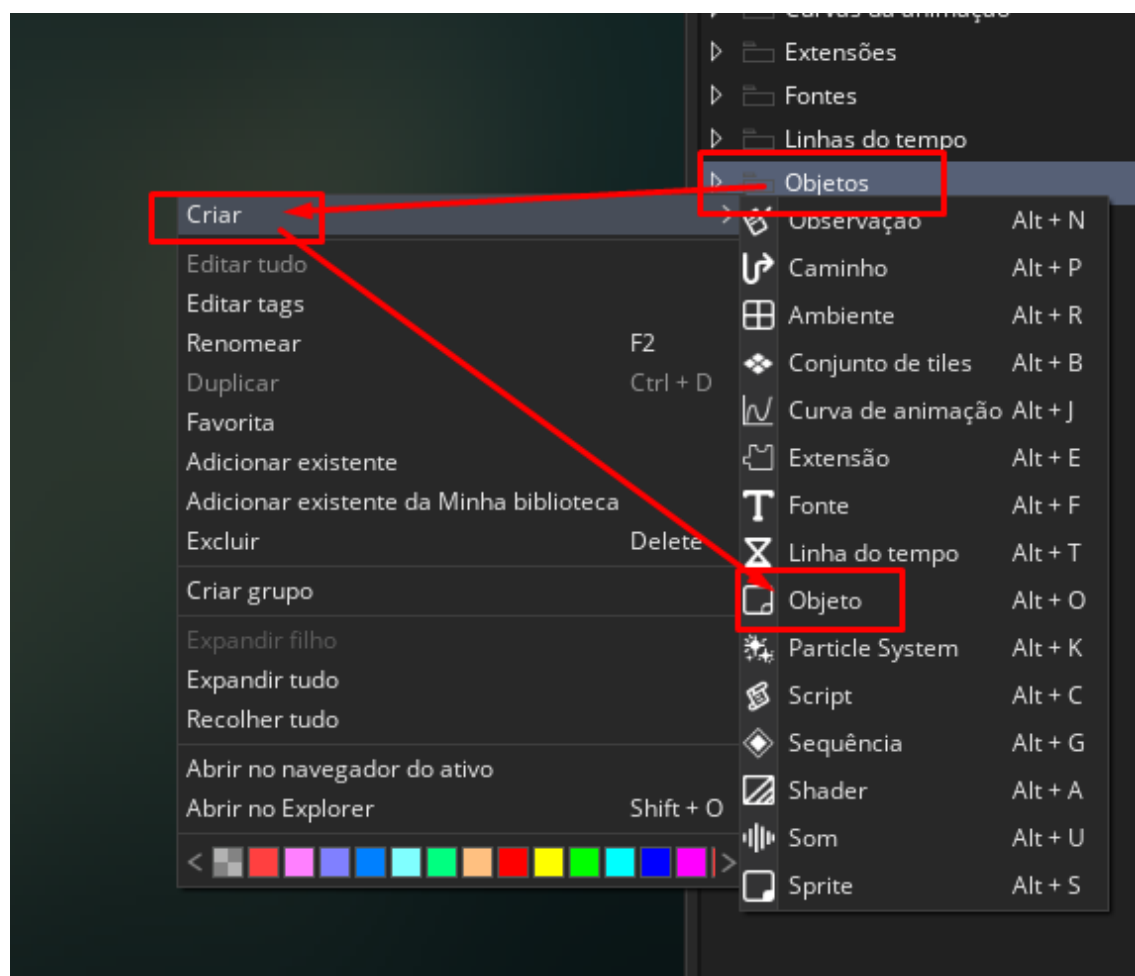 Curvas da animação
Extensões
Fontes
Linhas do tempo
Objetos
Criar
Editar tudo
Editar tags
Renomear F2
Duplicar Ctrl + D
Favorita
Adicionar existente
Adicionar existente da Minha biblioteca
Excluir Delete
Criar grupo
Expandir filho
Expandir tudo
Recolher tudo
Abrir no navegador do ativo
Abrir no Explorer Shift + O
Observação Alt + N
Caminho Alt + P
Ambiente Alt + R
Conjunto de tiles Alt + B
Curva de animação Alt + J
Extensão Alt + E
Fonte Alt + F
Linha do tempo Alt + T
Objeto Alt + O
Particle System Alt + K
Script Alt + C
Sequência Alt + G
Shader Alt + A
Som Alt + U
Sprite Alt + S